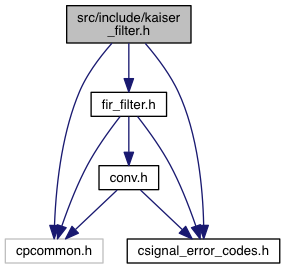 src/include/kaiser
_filter.h
fir_filter.h
conv.h
cpcommon.h
csignal_error_codes.h